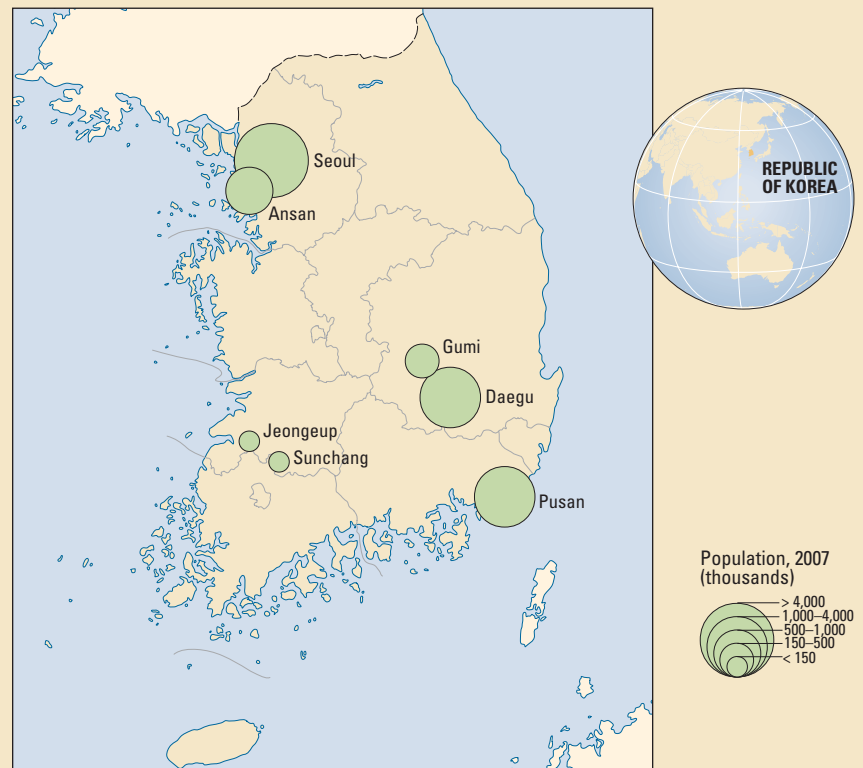 Seoul
Ansan
Gumi
Daegu
Jeongeup
Sunchang
Pusan
REPUBLIC
OF KOREA
Population, 2007
(thousands)
> 4,000
1,000–4,000
500–1,000
150–500
< 150